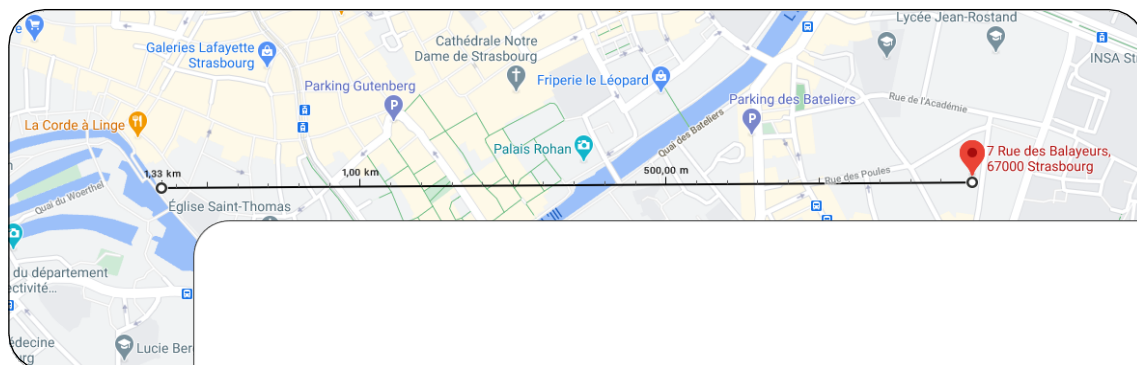 Lycée Jean-Rostand
Galeries Lafayette
Strasbourg
Cathédrale Notre
Dame de Strasbourg
INSA Str
Friperie le Léopard
Parking Gutenberg
Parking des Bateliers
Rue de l'Académie
La Corde à Linge
Quai des Bateliers
Palais Rohan
7 Rue des Balayeurs,
67000 Strasbourg
1,33 km
1,00 km
500,00 m
Rue des Poules
Quai du Woerthel
Église Saint-Thomas
du département
ectivité...
édecine
urg
Lucie Ber